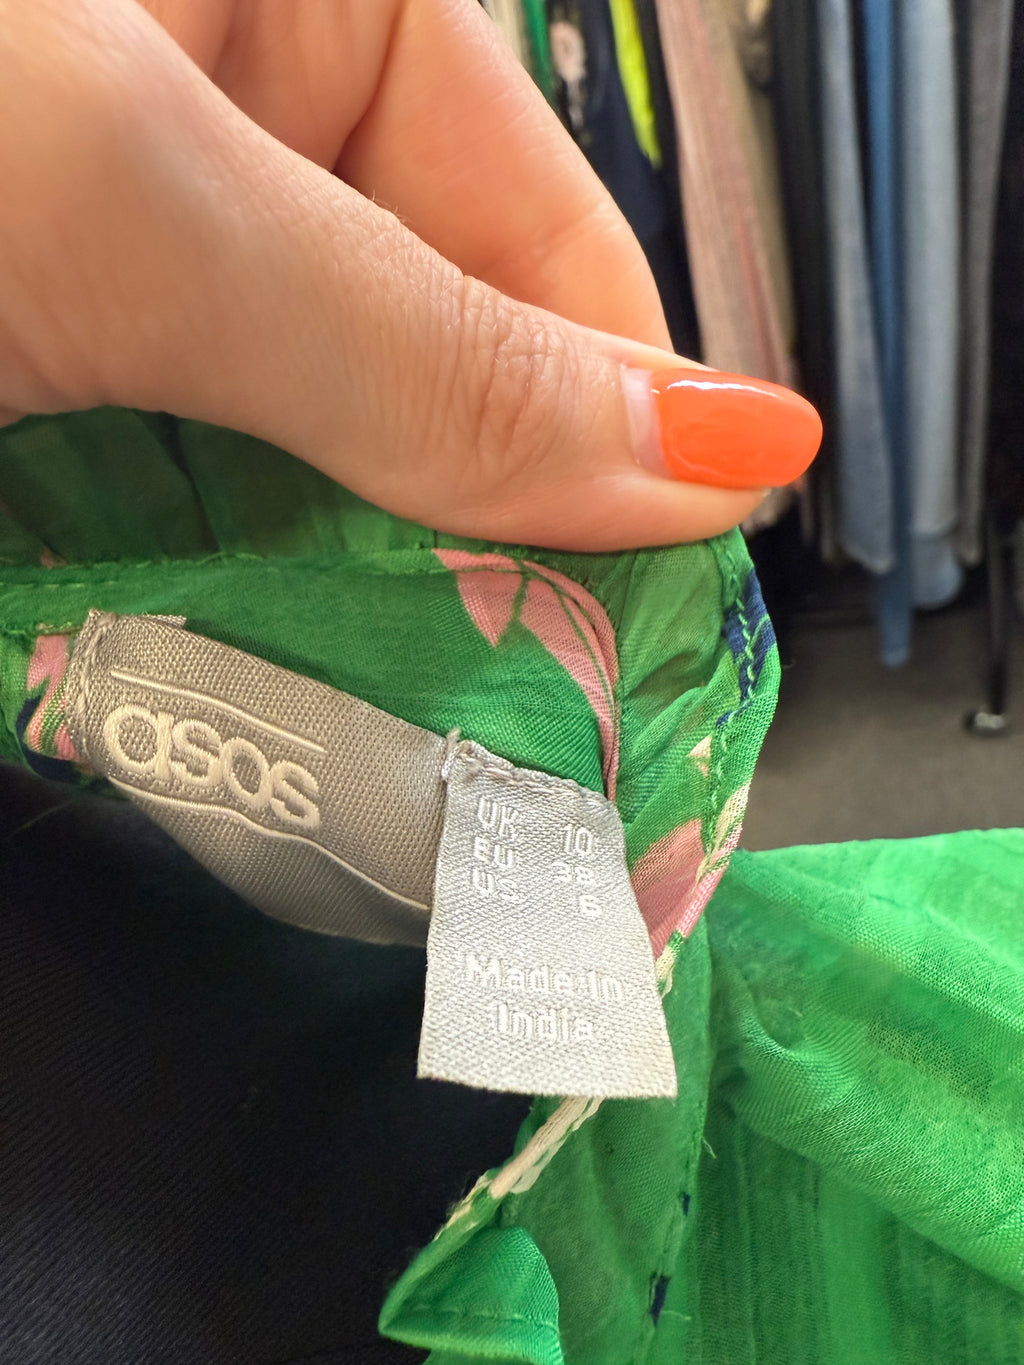 asos
UK 10
EU 38
US 6
Made in
India